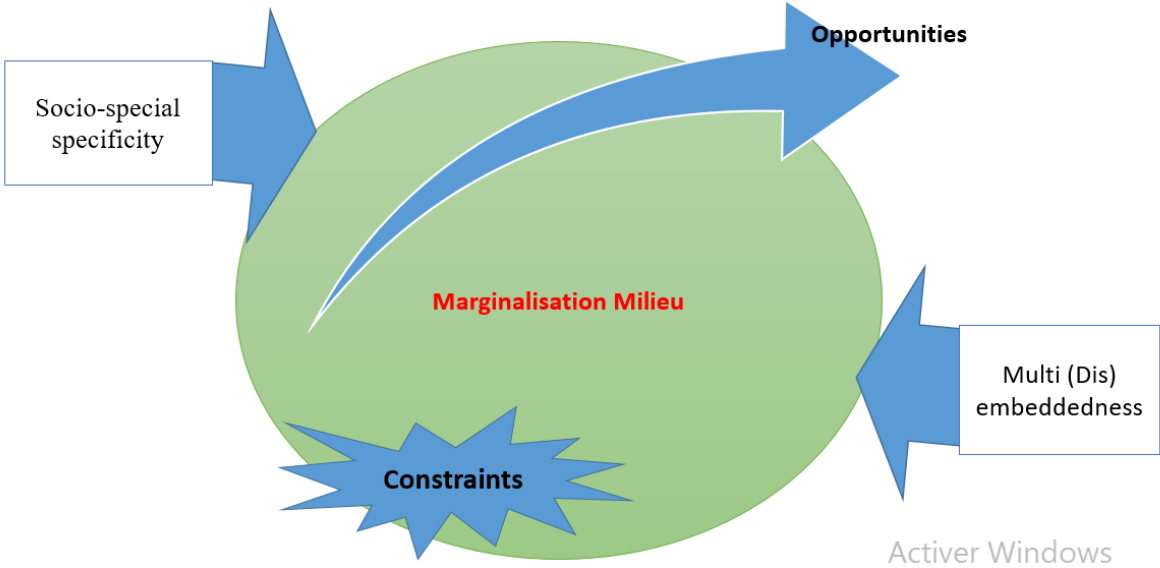 Opportunities
Socio-special
specificity
Marginalisation Milieu
Multi (Dis)
embeddedness
Constraints
Activer Windows